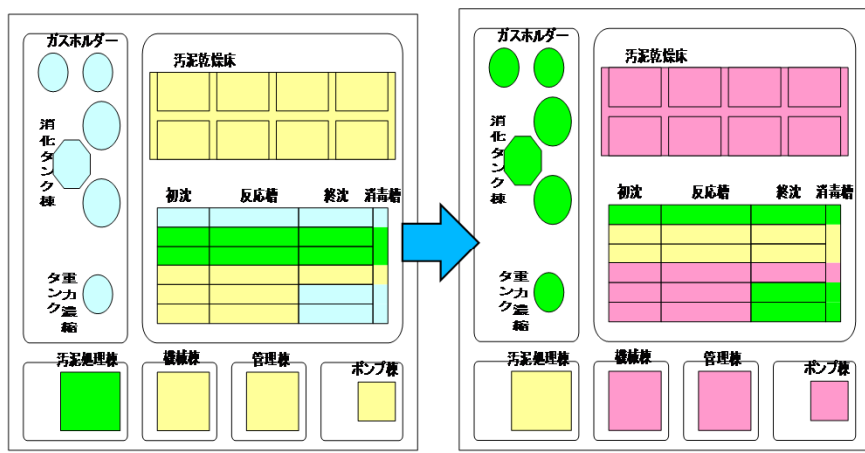 ガスホルダー
汚泥乾燥床
消化タンク棟
初沈 反応槽 終沈 消毒槽
重力濃縮
タンク
汚泥処理棟 機械棟 管理棟 ポンプ棟
ガスホルダー
汚泥乾燥床
消化タンク棟
初沈 反応槽 終沈 消毒槽
重力濃縮
タンク
汚泥処理棟 機械棟 管理棟 ポンプ棟